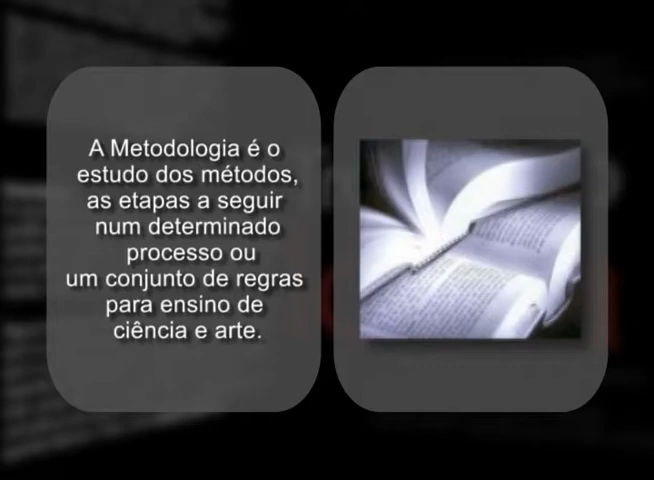 A Metodologia é o
estudo dos métodos,
as etapas a seguir
num determinado
processo ou
um conjunto de regras
para ensino de
ciência e arte.